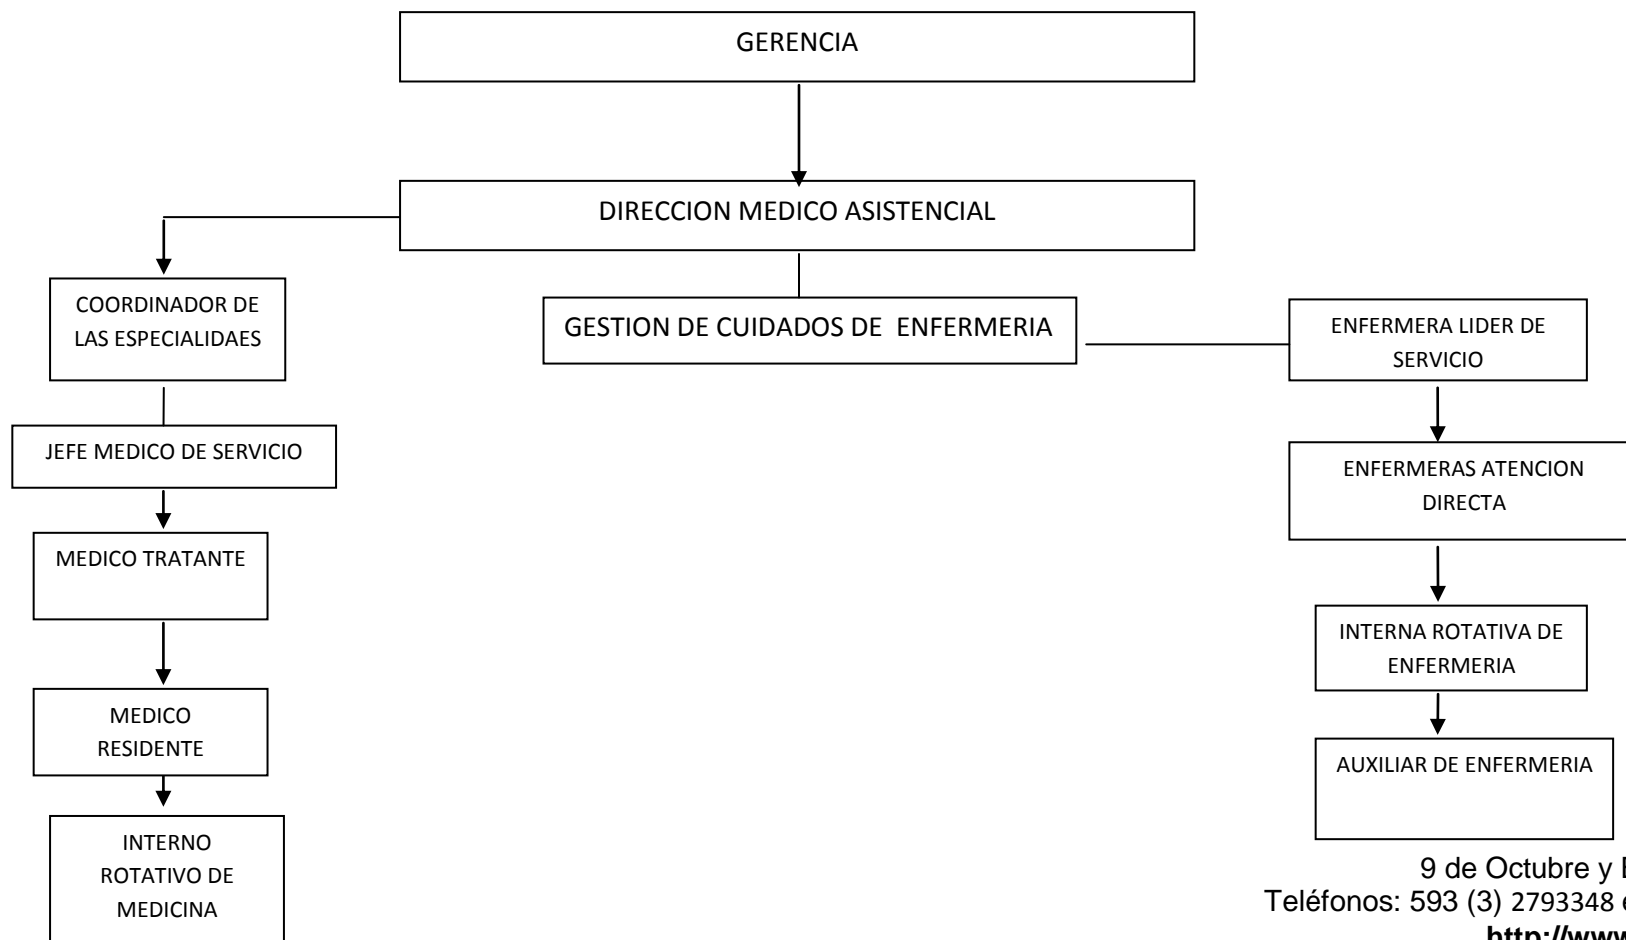 GERENCIA
DIRECCION MEDICO ASISTENCIAL
COORDINADOR DE
LAS ESPECIALIDAES
GESTION DE CUIDADOS DE ENFERMERIA
ENFERMERA LIDER DE
SERVICIO
JEFE MEDICO DE SERVICIO
ENFERMERAS ATENCION
DIRECTA
MEDICO TRATANTE
INTERNA ROTATIVA DE
ENFERMERIA
MEDICO
RESIDENTE
AUXILIAR DE ENFERMERIA
INTERNO
ROTATIVO DE
MEDICINA
9 de Octubre y
Teléfonos: 593 (3) 2793348
http://www